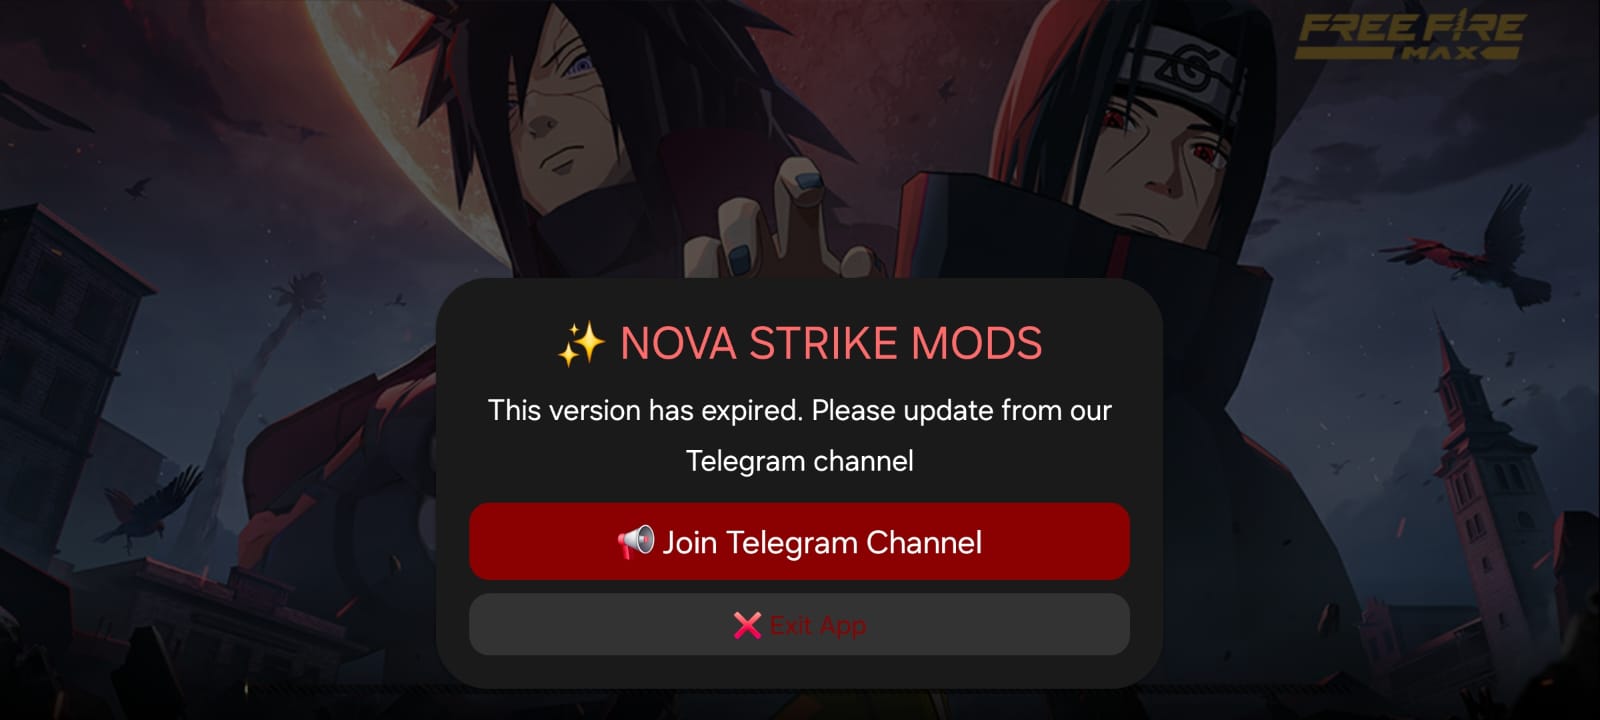 FREE FIRE
MAX
✨ NOVA STRIKE MODS
This version has expired. Please update from our
Telegram channel
📢 Join Telegram Channel
❌ Exit App